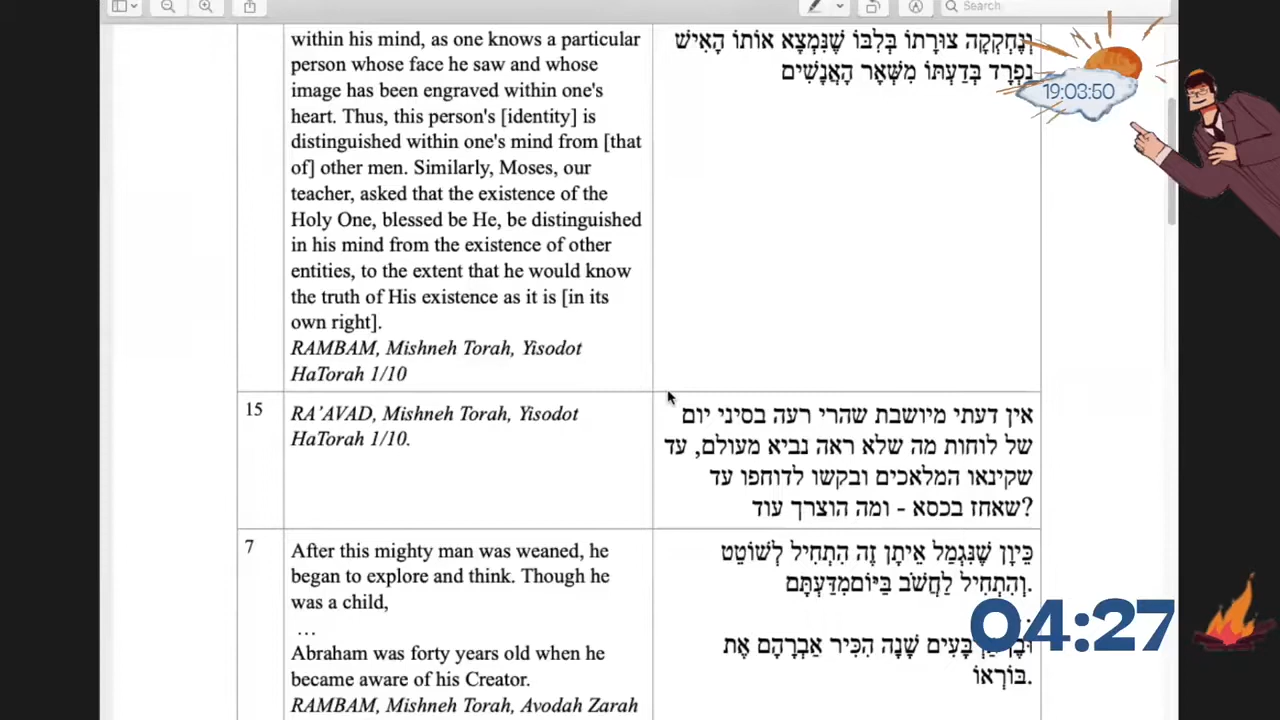 Search
within his mind, as one knows a particular
person whose face he saw and whose
image has been engraved within one's
heart. Thus, this person's [identity] is
distinguished within one's mind from [that
of] other men. Similarly, Moses, our
teacher, asked that the existence of the
Holy One, blessed be He, be distinguished
in his mind from the existence of other
entities, to the extent that he would know
the truth of His existence as it is [in its
own right].
RAMBAM, Mishneh Torah, Yisodot
HaTorah 1/10
וְנֶחְקְקָה צוּרָתוֹ בְּלִבּוֹ שֶׁנִּמְצָא אוֹתוֹ הָאִישׁ
נִפְרָד בְּדַעְתּוֹ מִשְּׁאָר הָאֲנָשִׁים
19:03:50
15
RA'AVAD, Mishneh Torah, Yisodot
HaTorah 1/10.
אין דעתי מיושבת שהרי רעה בסיני יום
של לוחות מה שלא ראה נביא מעולם, עד
שקינאו המלאכים ובקשו לדוחפו עד
?שאחז בכסא - ומה הוצרך עוד
7
After this mighty man was weaned, he
began to explore and think. Though he
was a child,
…
Abraham was forty years old when he
became aware of his Creator.
RAMBAM, Mishneh Torah, Avodah Zarah
כֵּיוָן שֶׁנִּגְמַל אֵיתָן זֶה הִתְחִיל לְשׁוֹטֵט
.וְהִתְחִיל לַחֲשֹׁב בַּיּוֹםמִדַּעְתָּם
שָׁנָה הִכִּיר אַבְרָהָם אֶת
.בּוֹרְאוֹ
04:27